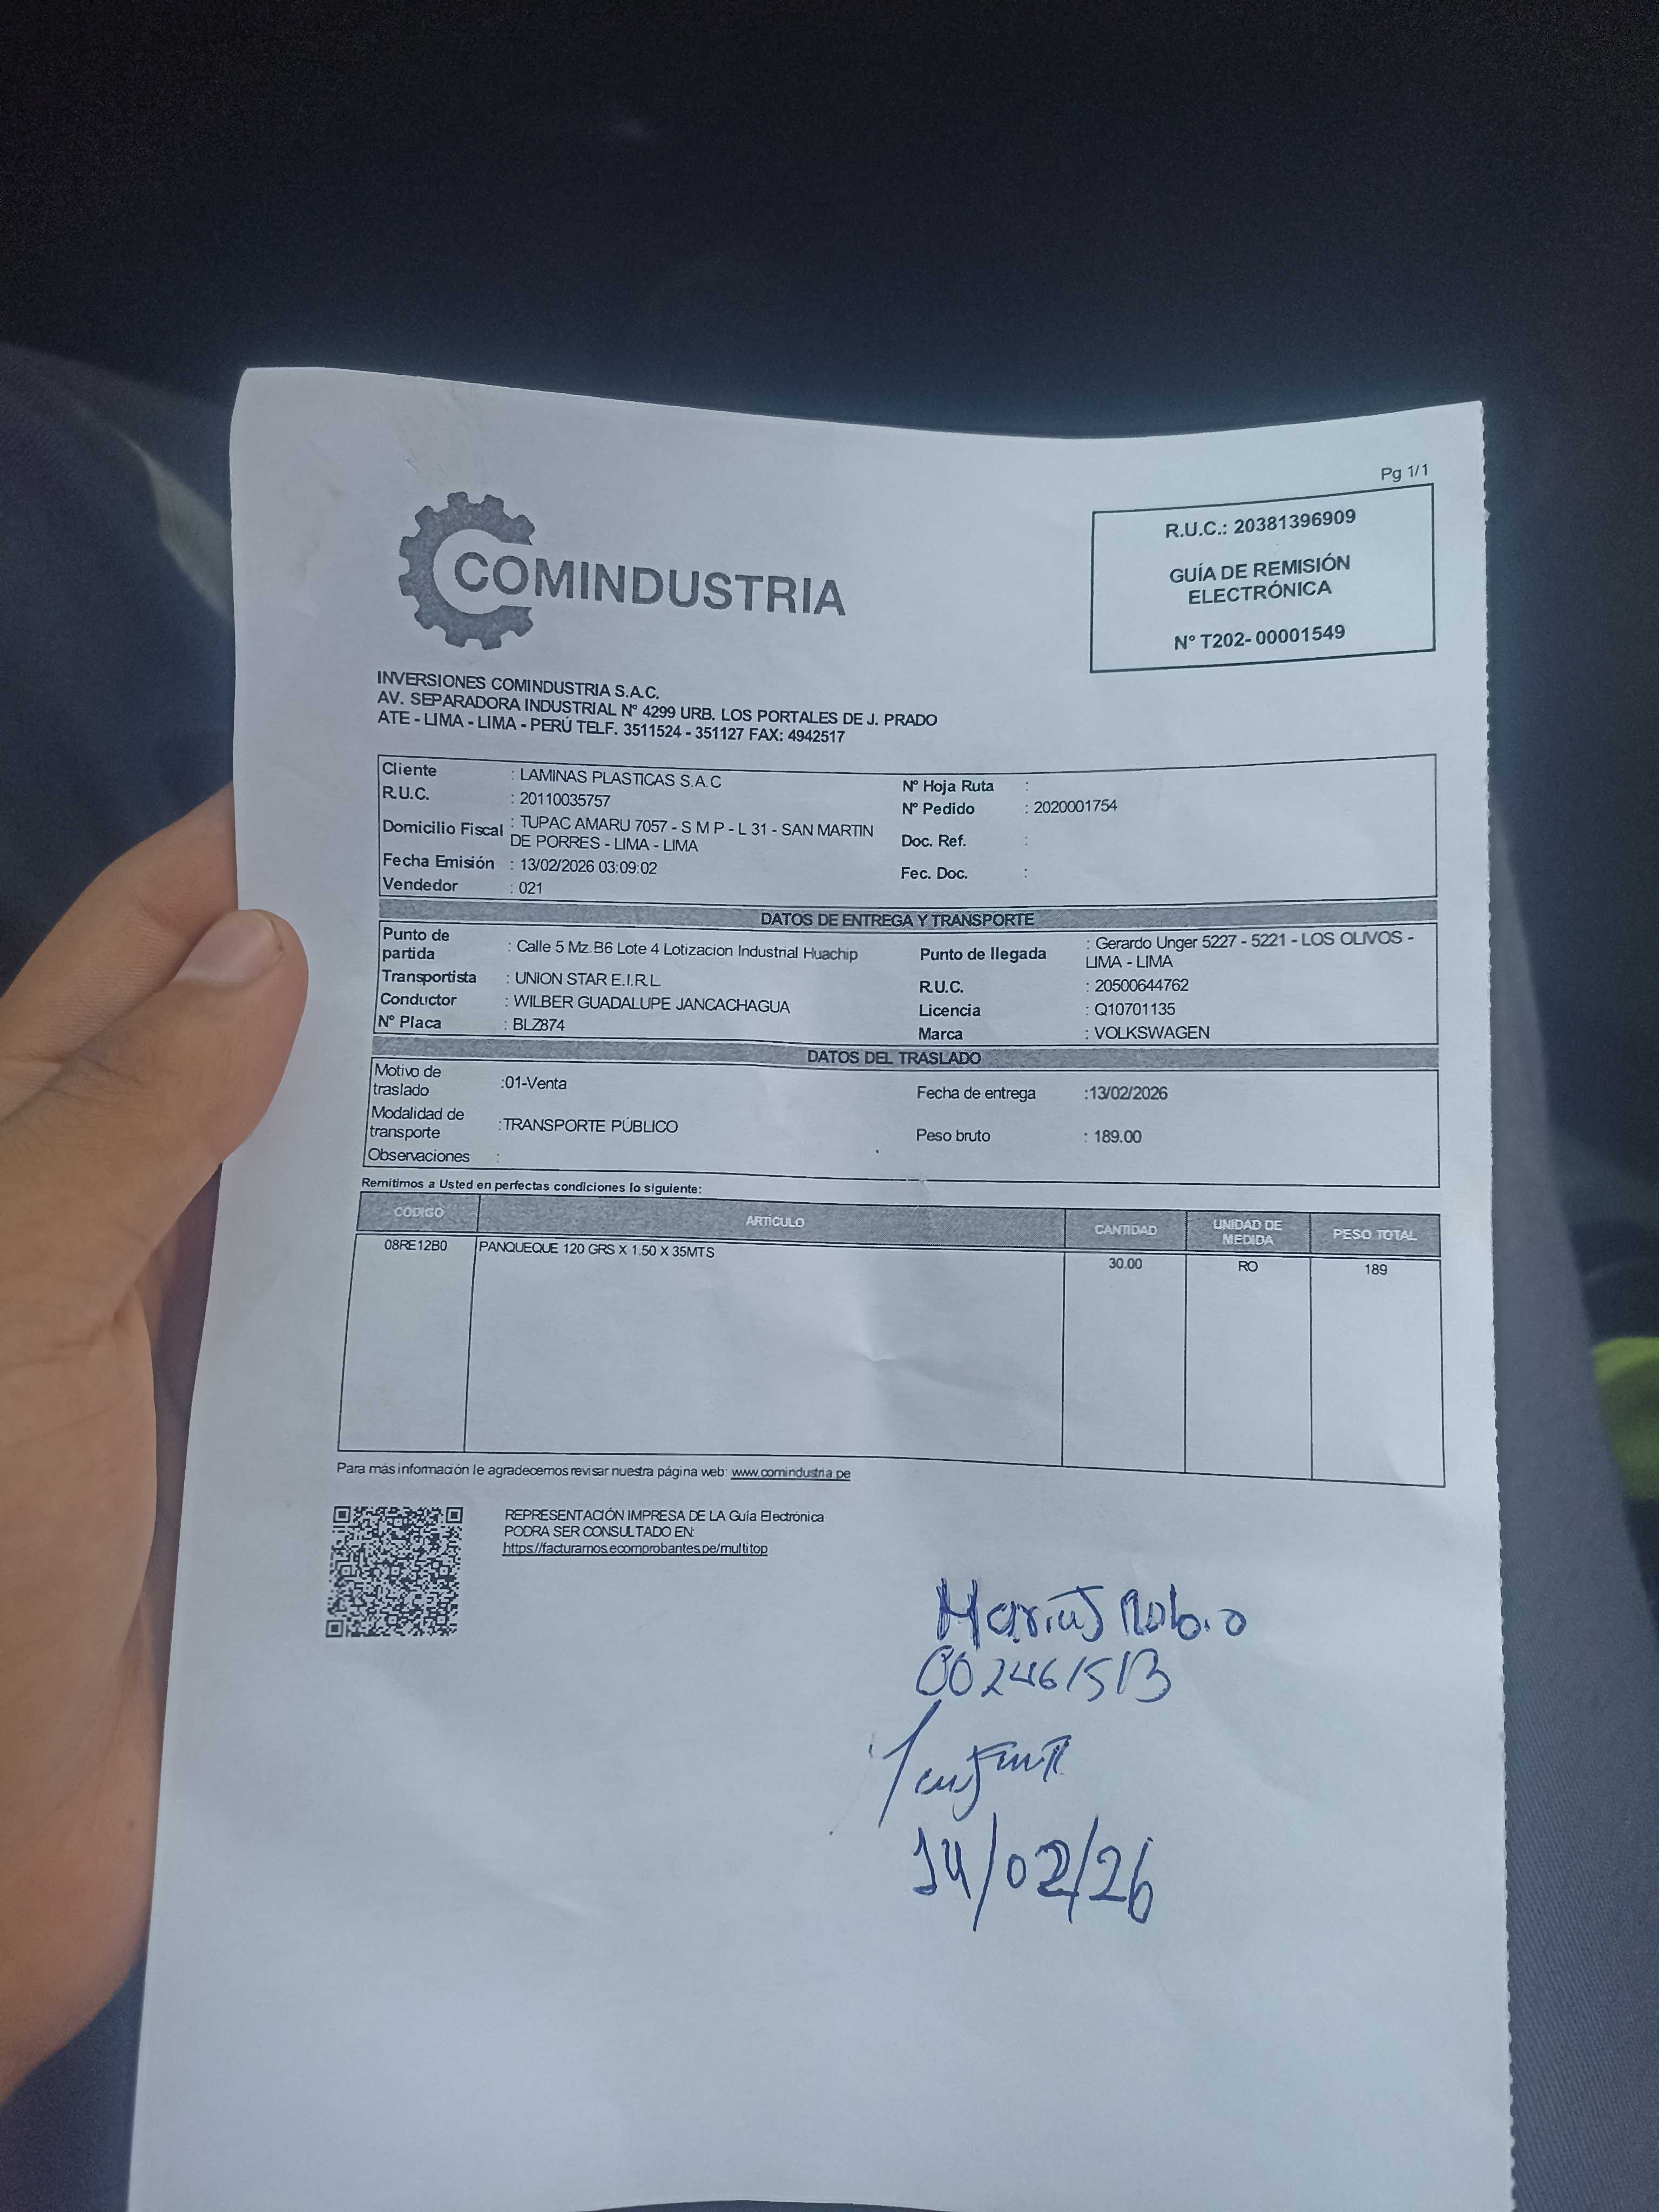 Pg 1/1
COMINDUSTRIA
R.U.C.: 20381396909
GUÍA DE REMISIÓN
ELECTRÓNICA
N° T202- 00001549
INVERSIONES COMINDUSTRIA S.A.C.
AV. SEPARADORA INDUSTRIAL Nº 4299 URB. LOS PORTALES DE J. PRADO
ATE - LIMA - LIMA - PERÚ TELF. 3511524 - 351127 FAX: 4942517
Cliente : LAMINAS PLASTICAS S.A.C
R.U.C. : 20110035757
Domicilio Fiscal : TUPAC AMARU 7057 - S M P - L 31 - SAN MARTIN
DE PORRES - LIMA - LIMA
Fecha Emisión : 13/02/2026 03:09:02
Vendedor : 021
Nº Hoja Ruta :
Nº Pedido : 2020001754
Doc. Ref. :
Fec. Doc. :
DATOS DE ENTREGA Y TRANSPORTE
Punto de
partida : Calle 5 Mz. B6 Lote 4 Lotizacion Industrial Huachip
Transportista : UNION STAR E.I.R.L
Conductor : WILBER GUADALUPE JANCACHAGUA
Nº Placa : BLZ874
Punto de llegada : Gerardo Unger 5227 - 5221 - LOS OLIVOS -
LIMA - LIMA
R.U.C. : 20500644762
Licencia : Q10701135
Marca : VOLKSWAGEN
DATOS DEL TRASLADO
Motivo de
traslado :01-Venta
Modalidad de
transporte :TRANSPORTE PÚBLICO
Observaciones :
Fecha de entrega :13/02/2026
Peso bruto : 189.00
Remitimos a Usted en perfectas condiciones lo siguiente:
CÓDIGO ARTÍCULO CANTIDAD UNIDAD DE MEDIDA PESO TOTAL
08RE12B0 PANQUEQUE 120 GRS X 1.50 X 35MTS 30.00 RO 189
Para más información le agradecemos revisar nuestra página web: www.comindustria.pe
REPRESENTACIÓN IMPRESA DE LA Guía Electrónica
PODRA SER CONSULTADO EN:
https://facturamos.ecomprobantes.pe/multitop
14/02/26